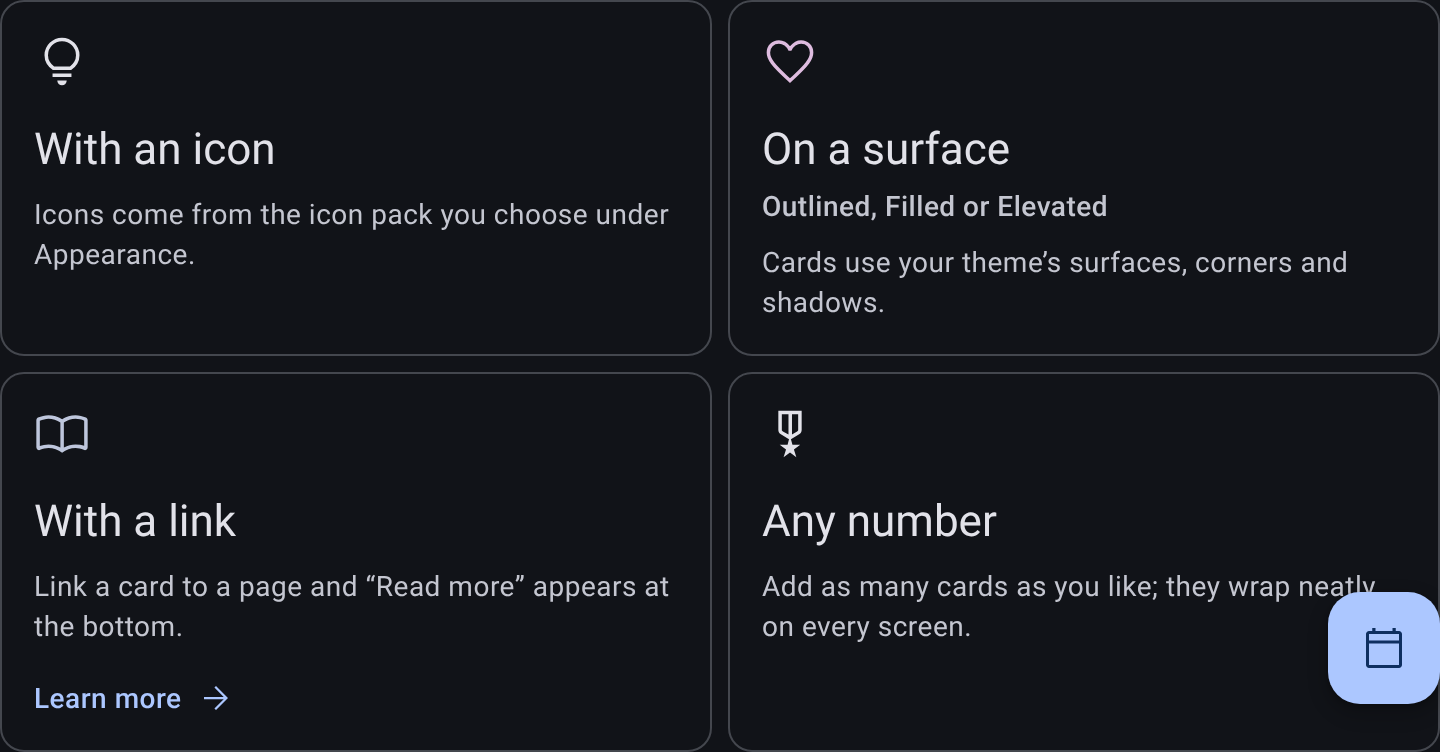 With an icon
Icons come from the icon pack you choose under
Appearance.
On a surface
Outlined, Filled or Elevated
Cards use your theme’s surfaces, corners and
shadows.
With a link
Link a card to a page and “Read more” appears at
the bottom.
Learn more
Any number
Add as many cards as you like; they wrap neatly
on every screen.